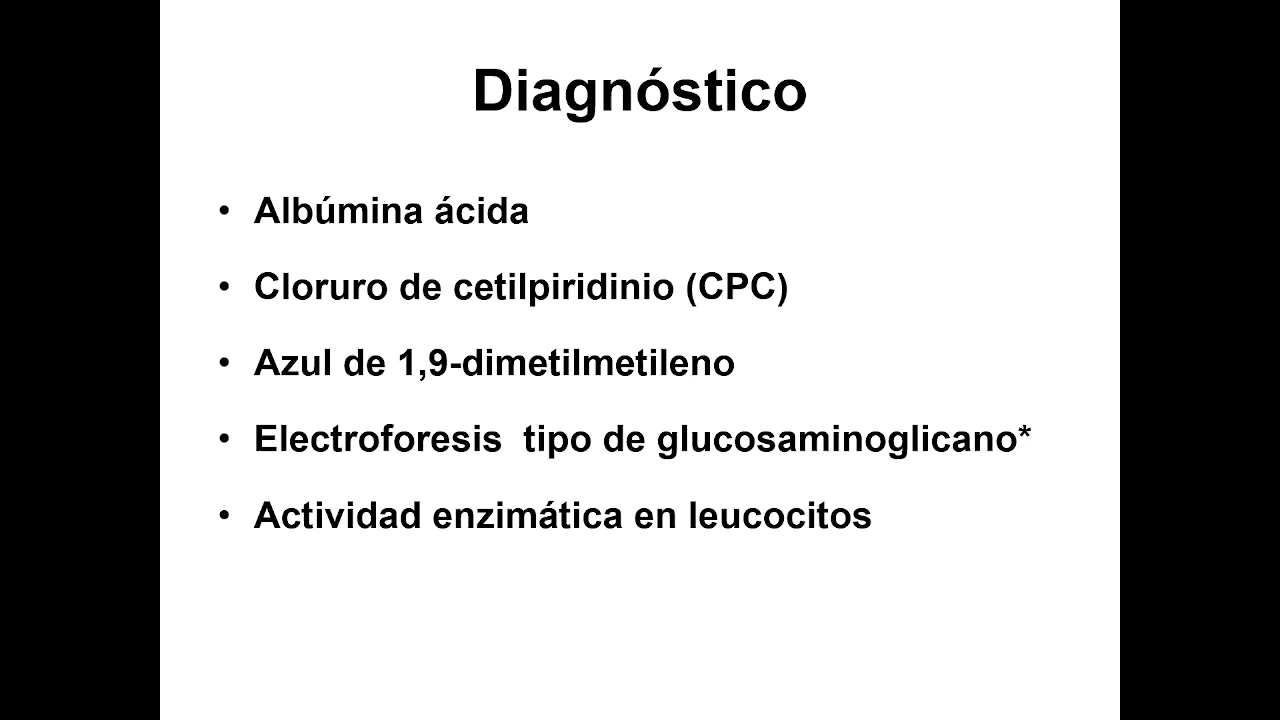 Diagnóstico
• Albúmina ácida
• Cloruro de cetilpiridinio (CPC)
• Azul de 1,9-dimetilmetileno
• Electroforesis  tipo de glucosaminoglicano*
• Actividad enzimática en leucocitos